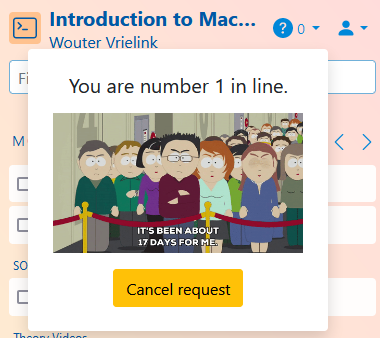 Introduction to Mac...
Wouter Vrielink
? 0
Fi
You are number 1 in line.
M
IT'S BEEN ABOUT
17 DAYS FOR ME.
SO
Cancel request
Theory Videos